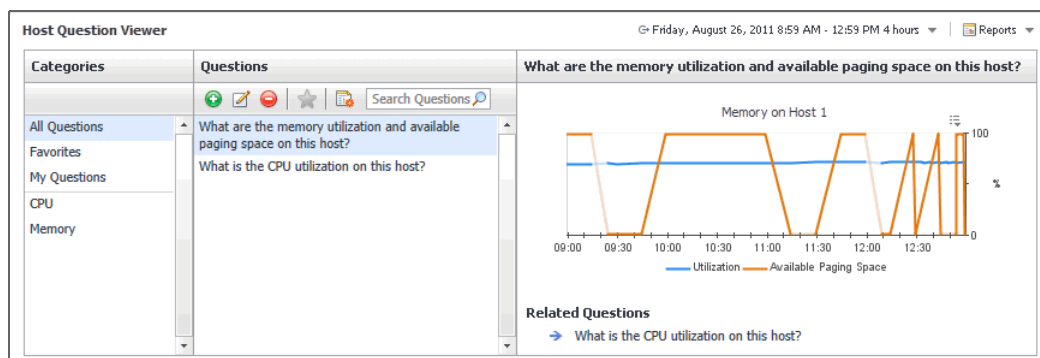 Host Question Viewer
Friday, August 26, 2011 8:59 AM - 12:59 PM 4 hours
Reports
Categories
Questions
What are the memory utilization and available paging space on this host?
Search Questions
All Questions
Favorites
My Questions
CPU
Memory
What are the memory utilization and available
paging space on this host?
What is the CPU utilization on this host?
Memory on Host 1
100
%
0
09:00 09:30 10:00 10:30 11:00 11:30 12:00 12:30
Utilization Available Paging Space
Related Questions
What is the CPU utilization on this host?